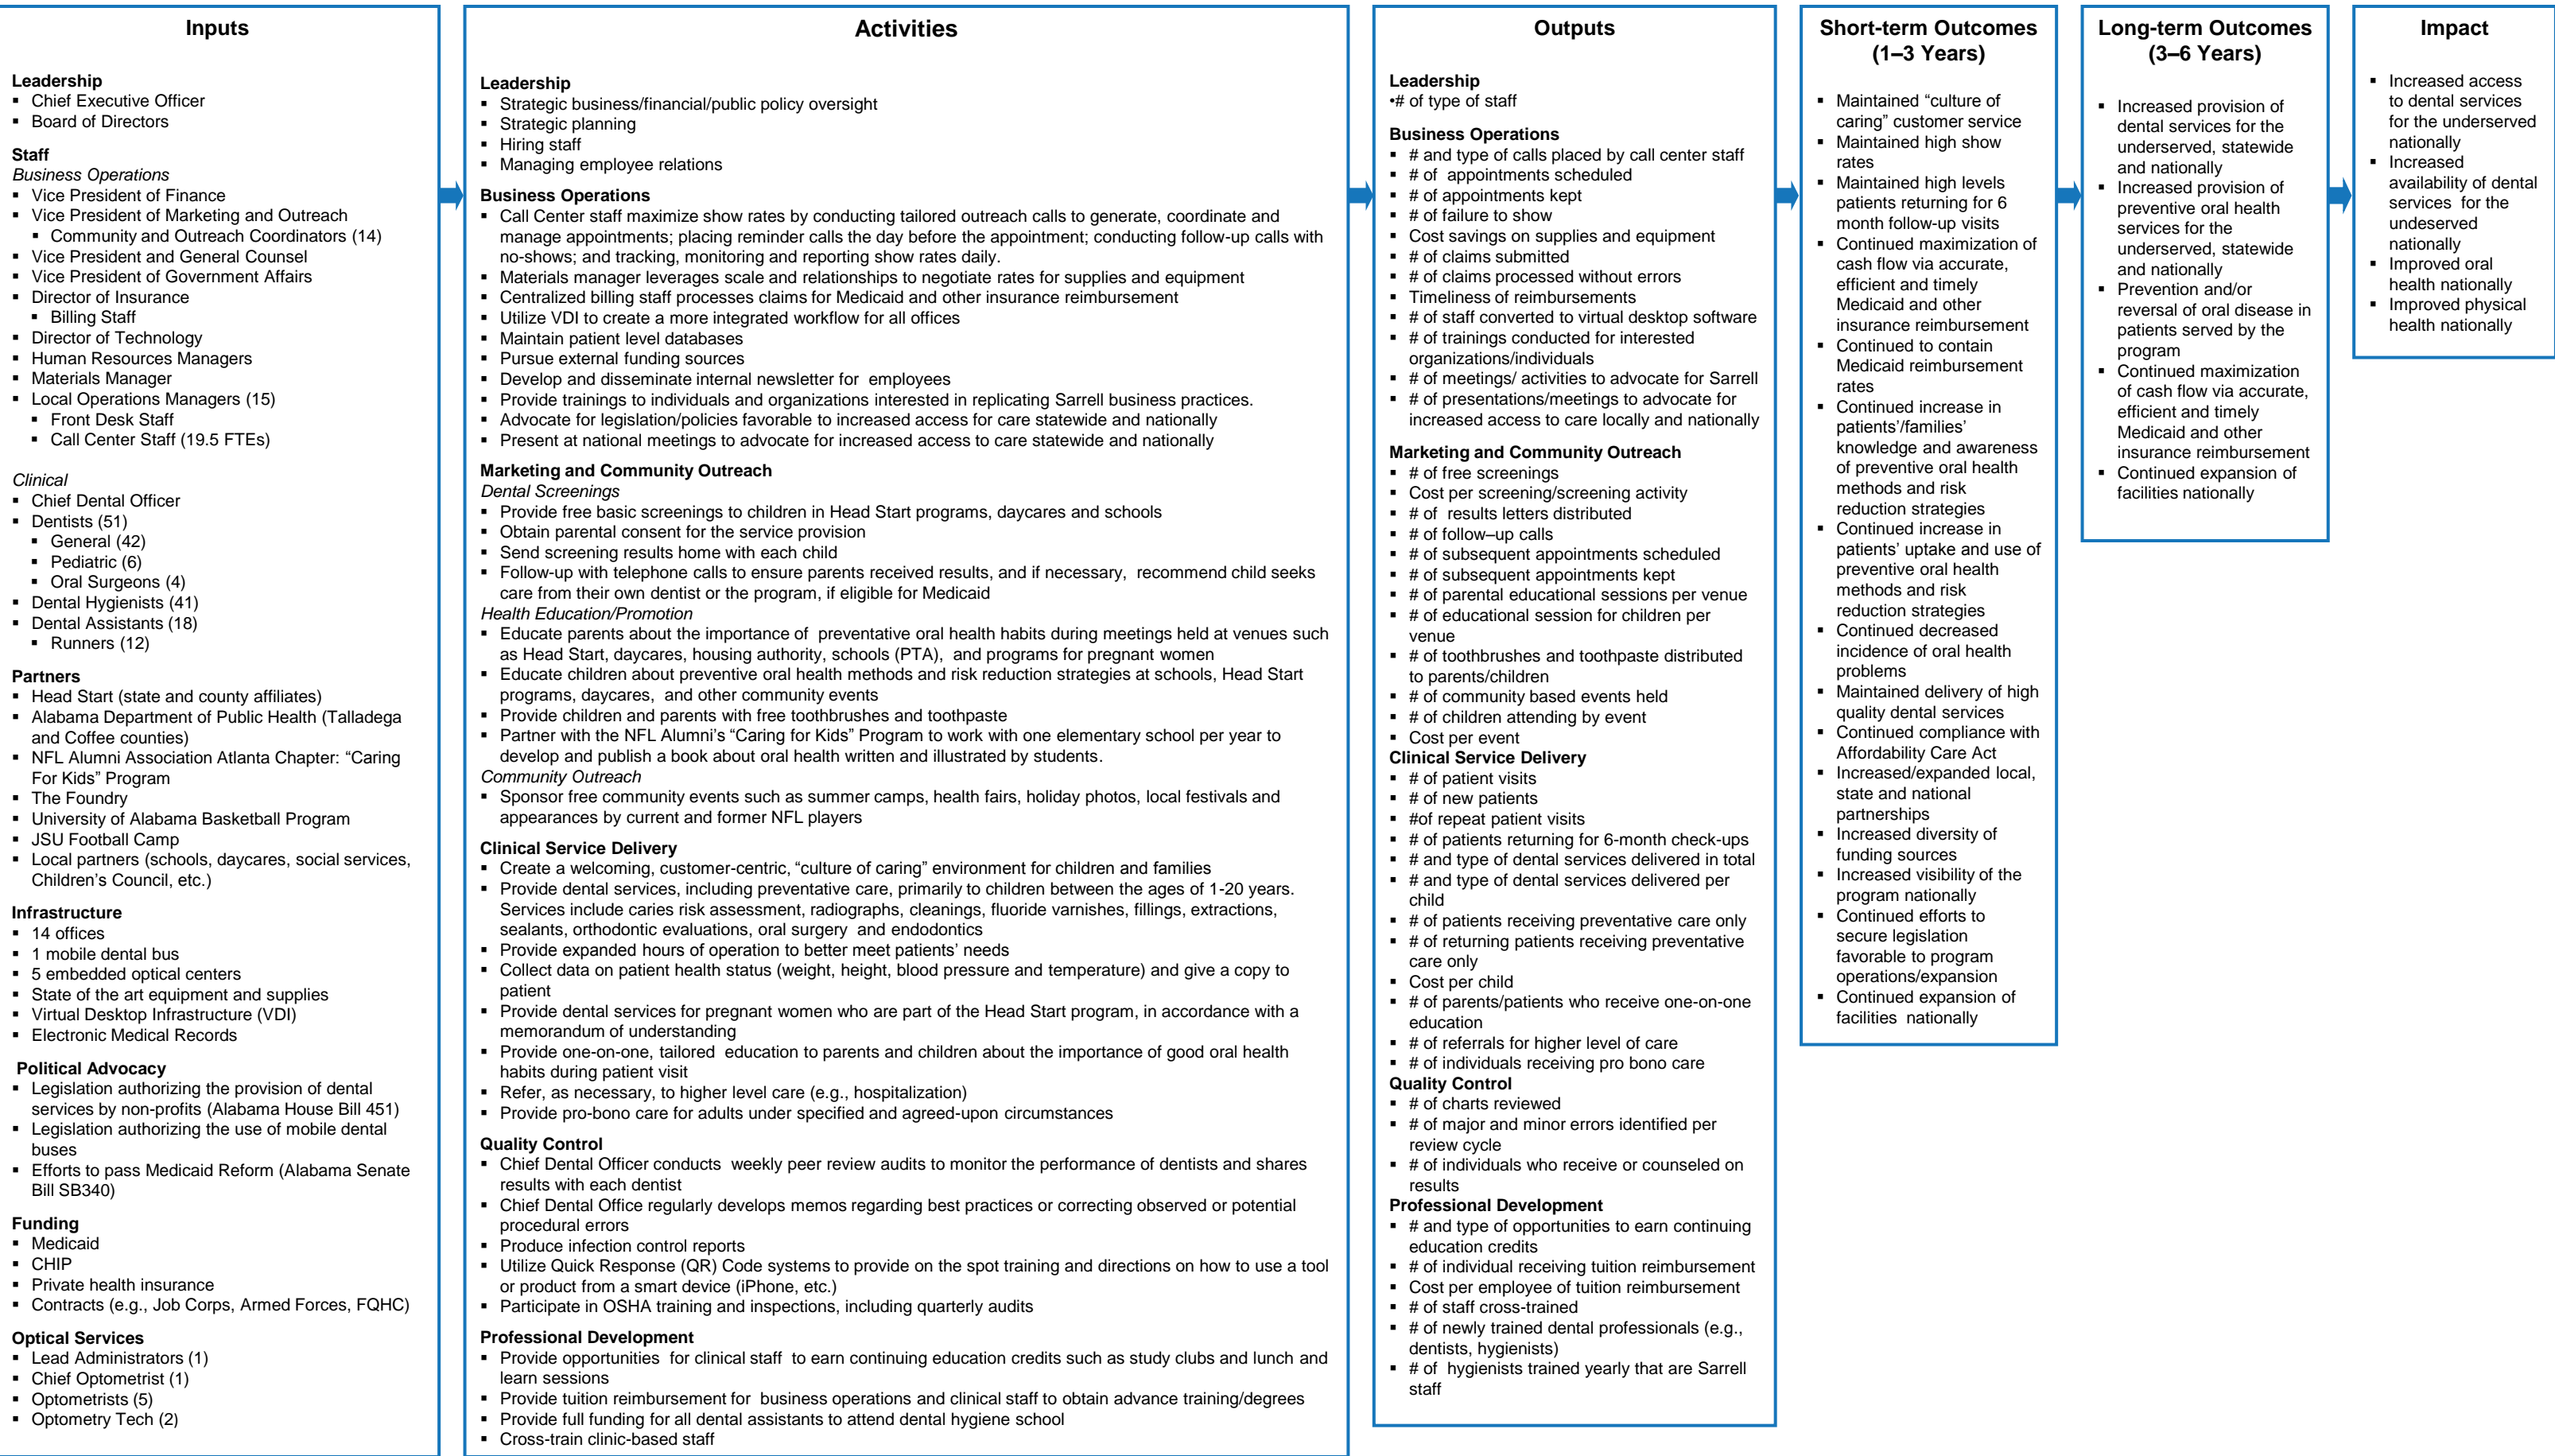 Inputs
Leadership
▪ Chief Executive Officer
▪ Board of Directors
Staff
Business Operations
▪ Vice President of Finance
▪ Vice President of Marketing and Outreach
▪ Community and Outreach Coordinators (14)
▪ Vice President and General Counsel
▪ Vice President of Government Affairs
▪ Director of Insurance
▪ Billing Staff
▪ Director of Technology
▪ Human Resources Managers
▪ Materials Manager
▪ Local Operations Managers (15)
▪ Front Desk Staff
▪ Call Center Staff (19.5 FTEs)
Clinical
▪ Chief Dental Officer
▪ Dentists (51)
▪ General (42)
▪ Pediatric (6)
▪ Oral Surgeons (4)
▪ Dental Hygienists (41)
▪ Dental Assistants (18)
▪ Runners (12)
Partners
▪ Head Start (state and county affiliates)
▪ Alabama Department of Public Health (Talladega
and Coffee counties)
▪ NFL Alumni Association Atlanta Chapter: “Caring
For Kids” Program
▪ The Foundry
▪ University of Alabama Basketball Program
▪ JSU Football Camp
▪ Local partners (schools, daycares, social services,
Children’s Council, etc.)
Infrastructure
▪ 14 offices
▪ 1 mobile dental bus
▪ 5 embedded optical centers
▪ State of the art equipment and supplies
▪ Virtual Desktop Infrastructure (VDI)
▪ Electronic Medical Records
Political Advocacy
▪ Legislation authorizing the provision of dental
services by non-profits (Alabama House Bill 451)
▪ Legislation authorizing the use of mobile dental
buses
▪ Efforts to pass Medicaid Reform (Alabama Senate
Bill SB340)
Funding
▪ Medicaid
▪ CHIP
▪ Private health insurance
▪ Contracts (e.g., Job Corps, Armed Forces, FQHC)
Optical Services
▪ Lead Administrators (1)
▪ Chief Optometrist (1)
▪ Optometrists (5)
▪ Optometry Tech (2)
Activities
Leadership
▪ Strategic business/financial/public policy oversight
▪ Strategic planning
▪ Hiring staff
▪ Managing employee relations
Business Operations
▪ Call Center staff maximize show rates by conducting tailored outreach calls to generate, coordinate and
manage appointments; placing reminder calls the day before the appointment; conducting follow-up calls with
no-shows; and tracking, monitoring and reporting show rates daily.
▪ Materials manager leverages scale and relationships to negotiate rates for supplies and equipment
▪ Centralized billing staff processes claims for Medicaid and other insurance reimbursement
▪ Utilize VDI to create a more integrated workflow for all offices
▪ Maintain patient level databases
▪ Pursue external funding sources
▪ Develop and disseminate internal newsletter for employees
▪ Provide trainings to individuals and organizations interested in replicating Sarrell business practices.
▪ Advocate for legislation/policies favorable to increased access for care statewide and nationally
▪ Present at national meetings to advocate for increased access to care statewide and nationally
Marketing and Community Outreach
Dental Screenings
▪ Provide free basic screenings to children in Head Start programs, daycares and schools
▪ Obtain parental consent for the service provision
▪ Send screening results home with each child
▪ Follow-up with telephone calls to ensure parents received results, and if necessary, recommend child seeks
care from their own dentist or the program, if eligible for Medicaid
Health Education/Promotion
▪ Educate parents about the importance of preventative oral health habits during meetings held at venues such
as Head Start, daycares, housing authority, schools (PTA), and programs for pregnant women
▪ Educate children about preventive oral health methods and risk reduction strategies at schools, Head Start
programs, daycares, and other community events
▪ Provide children and parents with free toothbrushes and toothpaste
▪ Partner with the NFL Alumni’s “Caring for Kids” Program to work with one elementary school per year to
develop and publish a book about oral health written and illustrated by students.
Community Outreach
▪ Sponsor free community events such as summer camps, health fairs, holiday photos, local festivals and
appearances by current and former NFL players
Clinical Service Delivery
▪ Create a welcoming, customer-centric, “culture of caring” environment for children and families
▪ Provide dental services, including preventative care, primarily to children between the ages of 1-20 years.
Services include caries risk assessment, radiographs, cleanings, fluoride varnishes, fillings, extractions,
sealants, orthodontic evaluations, oral surgery and endodontics
▪ Provide expanded hours of operation to better meet patients’ needs
▪ Collect data on patient health status (weight, height, blood pressure and temperature) and give a copy to
patient
▪ Provide dental services for pregnant women who are part of the Head Start program, in accordance with a
memorandum of understanding
▪ Provide one-on-one, tailored education to parents and children about the importance of good oral health
habits during patient visit
▪ Refer, as necessary, to higher level care (e.g., hospitalization)
▪ Provide pro-bono care for adults under specified and agreed-upon circumstances
Quality Control
▪ Chief Dental Officer conducts weekly peer review audits to monitor the performance of dentists and shares
results with each dentist
▪ Chief Dental Office regularly develops memos regarding best practices or correcting observed or potential
procedural errors
▪ Produce infection control reports
▪ Utilize Quick Response (QR) Code systems to provide on the spot training and directions on how to use a tool
or product from a smart device (iPhone, etc.)
▪ Participate in OSHA training and inspections, including quarterly audits
Professional Development
▪ Provide opportunities for clinical staff to earn continuing education credits such as study clubs and lunch and
learn sessions
▪ Provide tuition reimbursement for business operations and clinical staff to obtain advance training/degrees
▪ Provide full funding for all dental assistants to attend dental hygiene school
▪ Cross-train clinic-based staff
Outputs
Leadership
•# of type of staff
Business Operations
▪ # and type of calls placed by call center staff
▪ # of appointments scheduled
▪ # of appointments kept
▪ # of failure to show
▪ Cost savings on supplies and equipment
▪ # of claims submitted
▪ # of claims processed without errors
▪ Timeliness of reimbursements
▪ # of staff converted to virtual desktop software
▪ # of trainings conducted for interested
organizations/individuals
▪ # of meetings/ activities to advocate for Sarrell
▪ # of presentations/meetings to advocate for
increased access to care locally and nationally
Marketing and Community Outreach
▪ # of free screenings
▪ Cost per screening/screening activity
▪ # of results letters distributed
▪ # of follow–up calls
▪ # of subsequent appointments scheduled
▪ # of subsequent appointments kept
▪ # of parental educational sessions per venue
▪ # of educational session for children per
venue
▪ # of toothbrushes and toothpaste distributed
to parents/children
▪ # of community based events held
▪ # of children attending by event
▪ Cost per event
Clinical Service Delivery
▪ # of patient visits
▪ # of new patients
▪ #of repeat patient visits
▪ # of patients returning for 6-month check-ups
▪ # and type of dental services delivered in total
▪ # and type of dental services delivered per
child
▪ # of patients receiving preventative care only
▪ # of returning patients receiving preventative
care only
▪ Cost per child
▪ # of parents/patients who receive one-on-one
education
▪ # of referrals for higher level of care
▪ # of individuals receiving pro bono care
Quality Control
▪ # of charts reviewed
▪ # of major and minor errors identified per
review cycle
▪ # of individuals who receive or counseled on
results
Professional Development
▪ # and type of opportunities to earn continuing
education credits
▪ # of individual receiving tuition reimbursement
▪ Cost per employee of tuition reimbursement
▪ # of staff cross-trained
▪ # of newly trained dental professionals (e.g.,
dentists, hygienists)
▪ # of hygienists trained yearly that are Sarrell
staff
Short-term Outcomes
(1–3 Years)
▪ Maintained “culture of
caring” customer service
▪ Maintained high show
rates
▪ Maintained high levels
patients returning for 6
month follow-up visits
▪ Continued maximization of
cash flow via accurate,
efficient and timely
Medicaid and other
insurance reimbursement
▪ Continued to contain
Medicaid reimbursement
rates
▪ Continued increase in
patients’/families’
knowledge and awareness
of preventive oral health
methods and risk
reduction strategies
▪ Continued increase in
patients’ uptake and use of
preventive oral health
methods and risk
reduction strategies
▪ Continued decreased
incidence of oral health
problems
▪ Maintained delivery of high
quality dental services
▪ Continued compliance with
Affordability Care Act
▪ Increased/expanded local,
state and national
partnerships
▪ Increased diversity of
funding sources
▪ Increased visibility of the
program nationally
▪ Continued efforts to
secure legislation
favorable to program
operations/expansion
▪ Continued expansion of
facilities nationally
Long-term Outcomes
(3–6 Years)
▪ Increased provision of
dental services for the
underserved, statewide
and nationally
▪ Increased provision of
preventive oral health
services for the
underserved, statewide
and nationally
▪ Prevention and/or
reversal of oral disease in
patients served by the
program
▪ Continued maximization
of cash flow via accurate,
efficient and timely
Medicaid and other
insurance reimbursement
▪ Continued expansion of
facilities nationally
Impact
▪ Increased access
to dental services
for the underserved
nationally
▪ Increased
availability of dental
services for the
undeserved
nationally
▪ Improved oral
health nationally
▪ Improved physical
health nationally